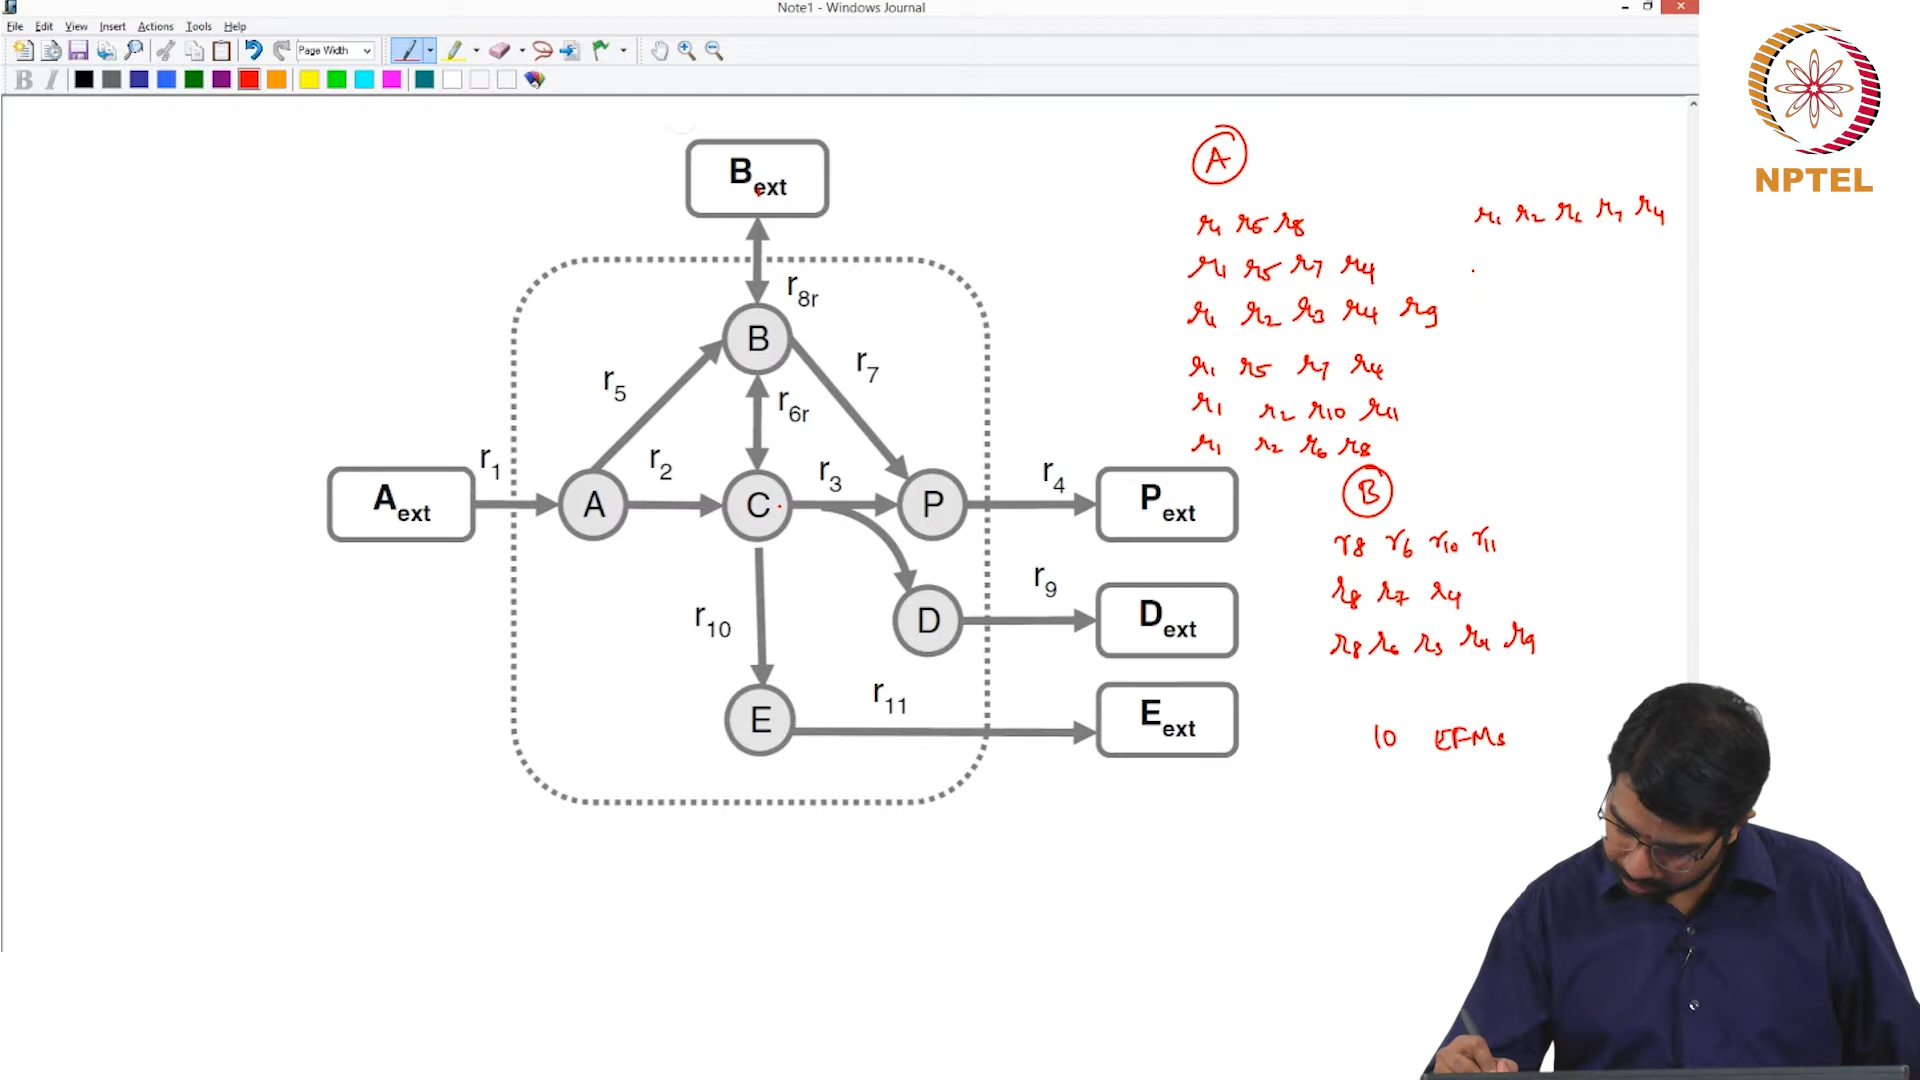 Note1 - Windows Journal
File Edit View Insert Actions Tools Help
Page Width
B I
NPTEL
B ext
r8r
B
r5
r7
r6r
A ext
r1
A
r2
C
r3
P
r4
P ext
D
r9
D ext
r10
E
r11
E ext
A
r1 r5 r8
r1 r5 r7 r4
r1 r2 r3 r4 r9
r1 r5 r7 r4
r1 r2 r10 r11
r1 r2 r6 r8
r1 r2 r6 r7 r4
B
r8 r6 r10 r11
r8 r7 r4
r8 r6 r3 r4 r9
10 EFMs